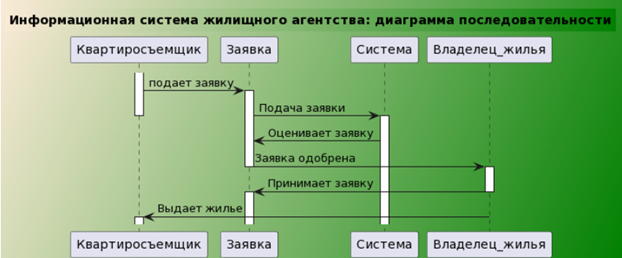 Информационная система жилищного агентства: диаграмма последовательности
Квартиросъемщик Заявка Система Владелец_жилья
подает заявку
Подача заявки
Оценивает заявку
Заявка одобрена
Принимает заявку
Выдает жилье
Квартиросъемщик Заявка Система Владелец_жилья